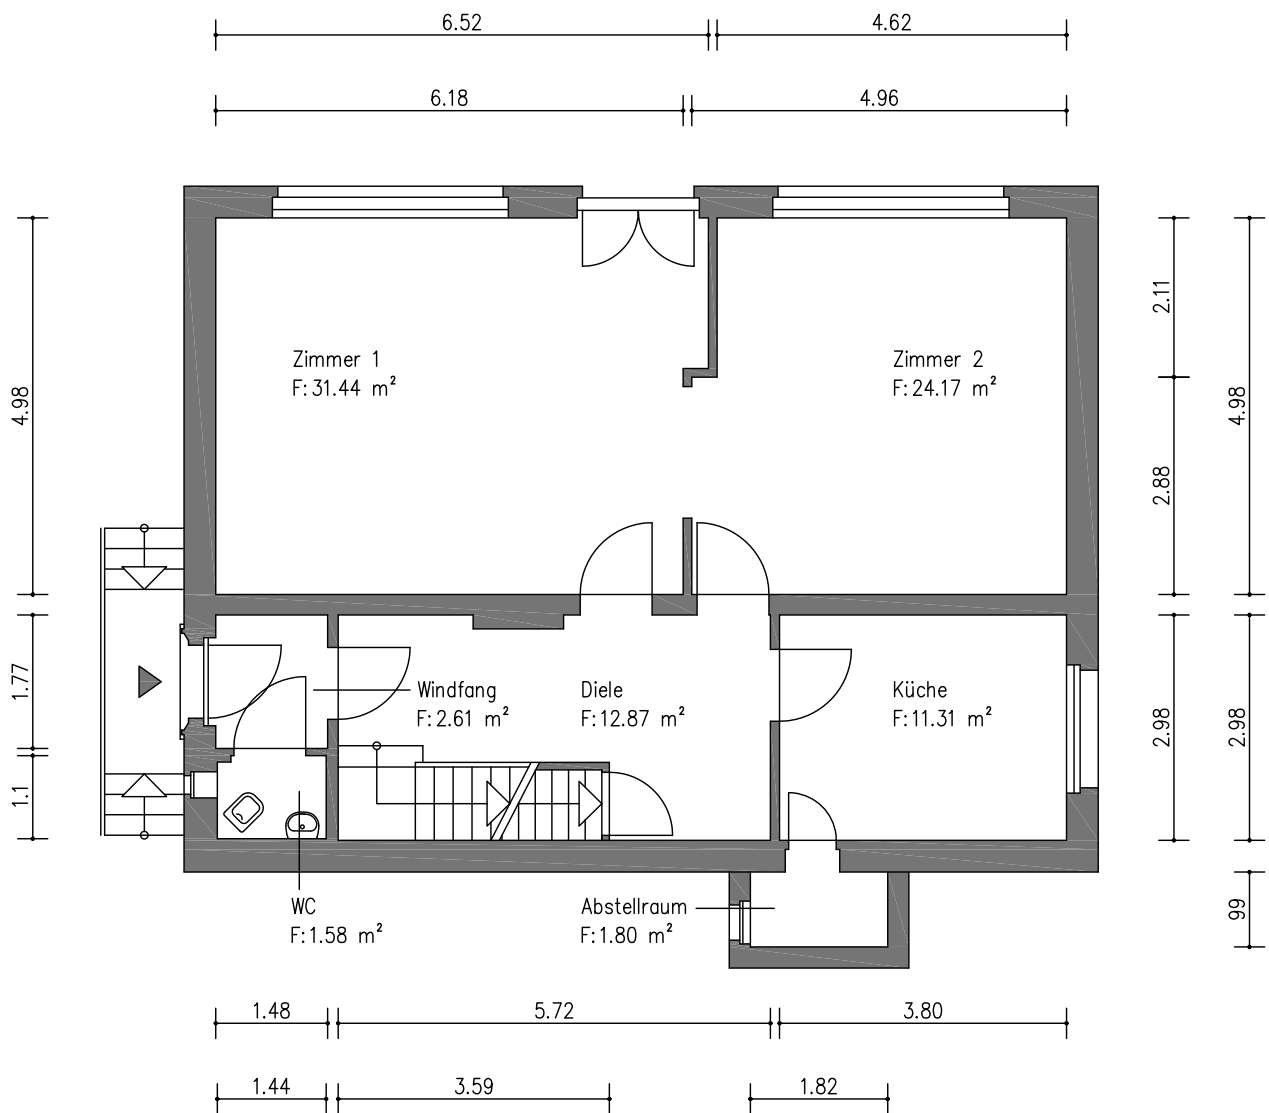 6.52
4.62
6.18
4.96
Zimmer 1
F: 31.44 m²
Zimmer 2
F: 24.17 m²
4.98
2.11
2.88
4.98
1.77
1.1
Windfang
F: 2.61 m²
Diele
F: 12.87 m²
Küche
F: 11.31 m²
2.98
2.98
WC
F: 1.58 m²
Abstellraum
F: 1.80 m²
99
1.48
5.72
3.80
1.44
3.59
1.82